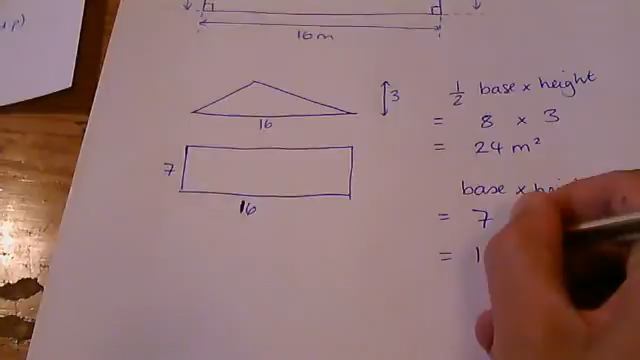 16m
3
1/2 base x height
16
= 8 x 3
= 24 m²
7
base x
16
= 7
= 1